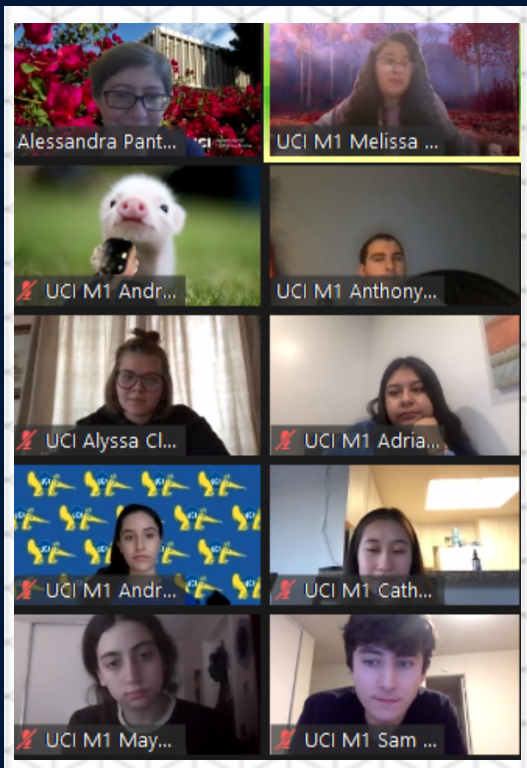 UCI
Alessandra Pant...
UCI M1 Melissa ...
UCI M1 Andr...
UCI M1 Anthony...
UCI Alyssa Cl...
UCI M1 Adria...
UCI M1 Andr...
UCI M1 Cath...
UCI M1 May...
UCI M1 Sam ...